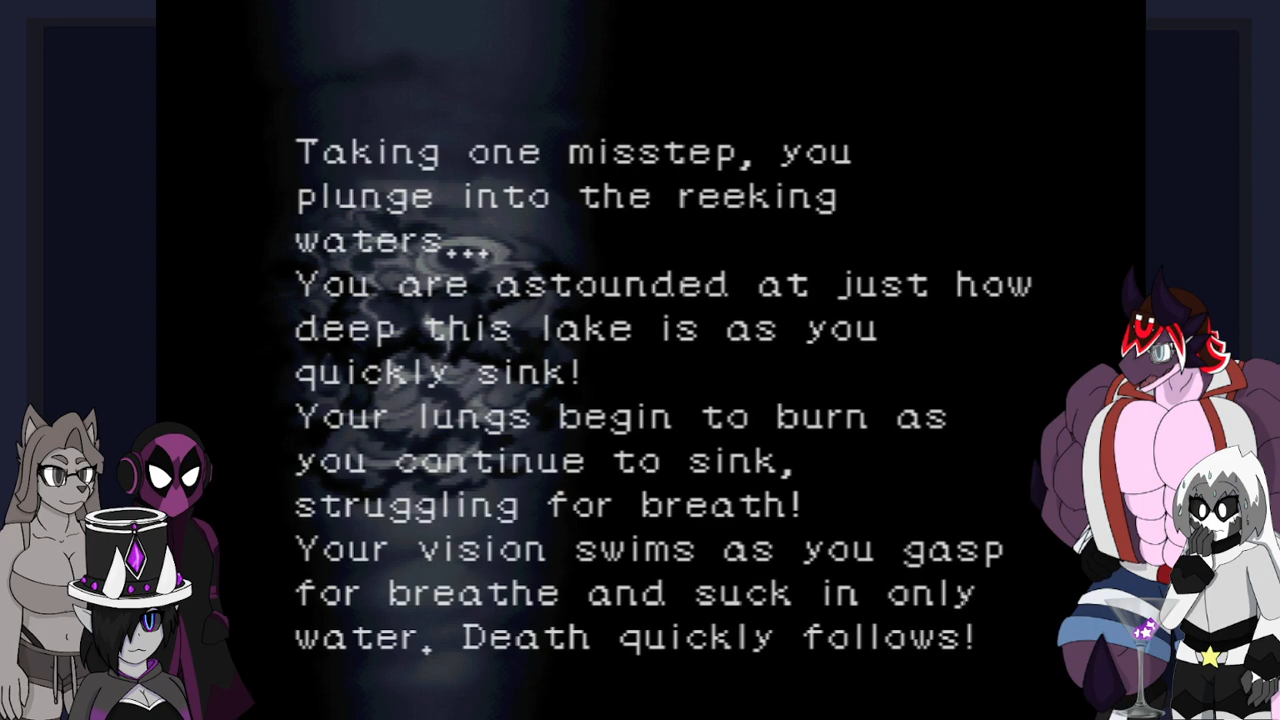 Taking one misstep, you
plunge into the reeking
waters...
You are astounded at just how
deep this lake is as you
quickly sink!
Your lungs begin to burn as
you continue to sink,
struggling for breath!
Your vision swims as you gasp
for breathe and suck in only
water. Death quickly follows!